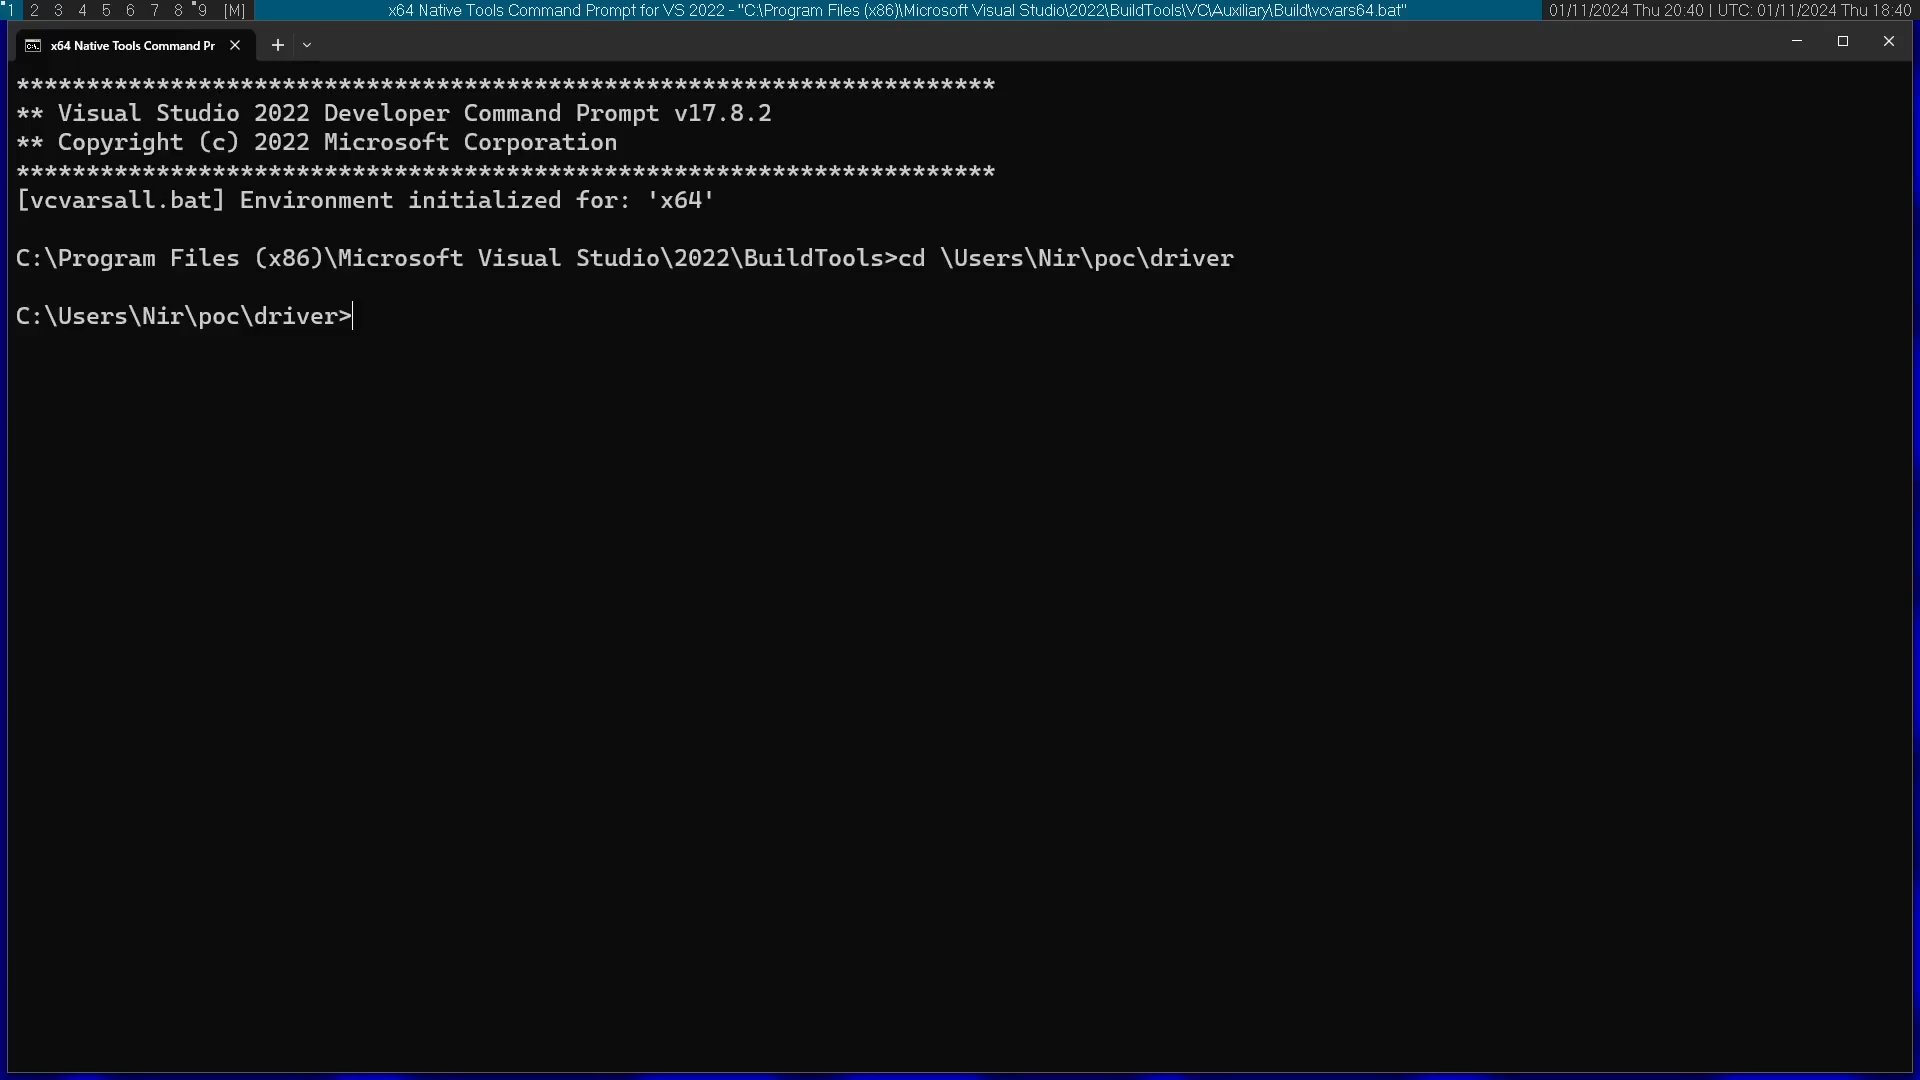 1 2 3 4 5 6 7 8 9 [M] x64 Native Tools Command Prompt for VS 2022 - "C:\Program Files (x86)\Microsoft Visual Studio\2022\BuildTools\VC\Auxiliary\Build\vcvars64.bat" 01/11/2024 Thu 20:40 | UTC: 01/11/2024 Thu 18:40
x64 Native Tools Command Pr
**********************************************************************
** Visual Studio 2022 Developer Command Prompt v17.8.2
** Copyright (c) 2022 Microsoft Corporation
**********************************************************************
[vcvarsall.bat] Environment initialized for: 'x64'
C:\Program Files (x86)\Microsoft Visual Studio\2022\BuildTools>cd \Users\Nir\poc\driver
C:\Users\Nir\poc\driver>